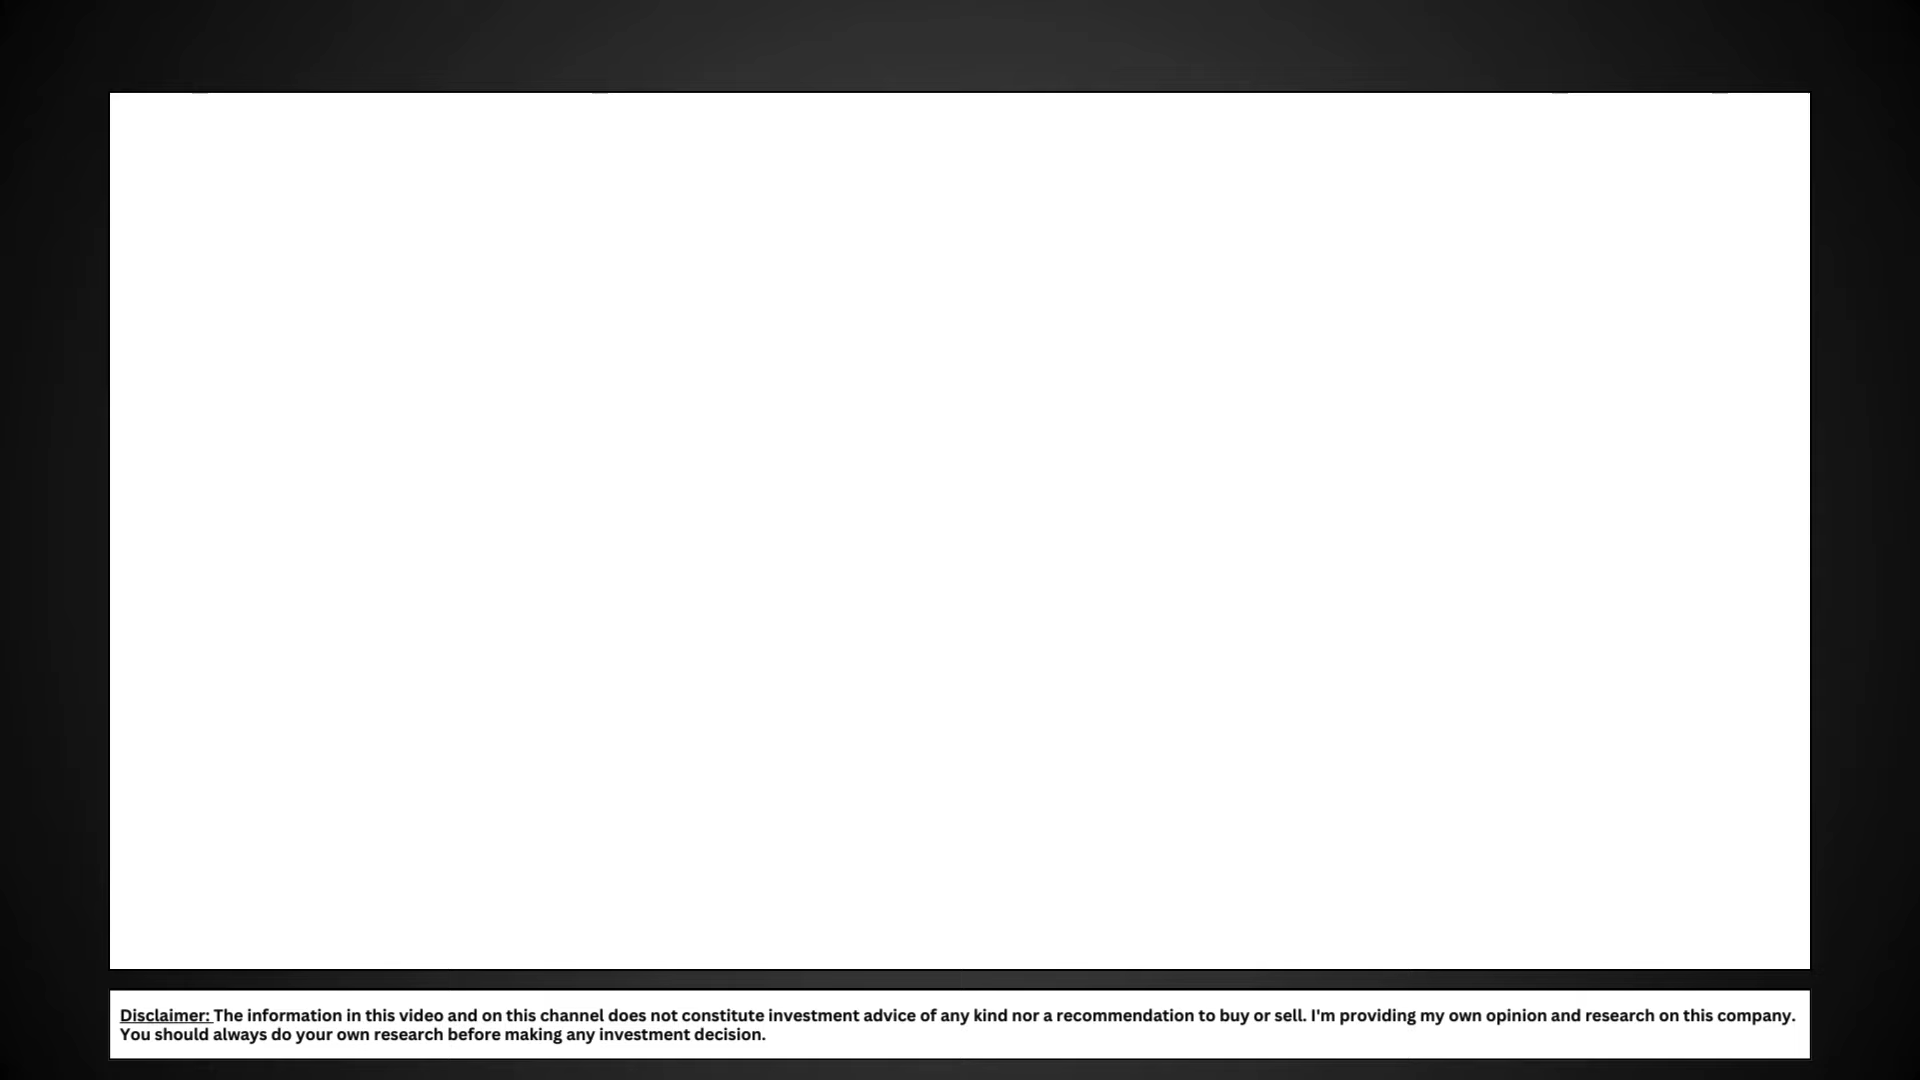 Disclaimer: The information in this video and on this channel does not constitute investment advice of any kind nor a recommendation to buy or sell. I'm providing my own opinion and research on this company.
You should always do your own research before making any investment decision.